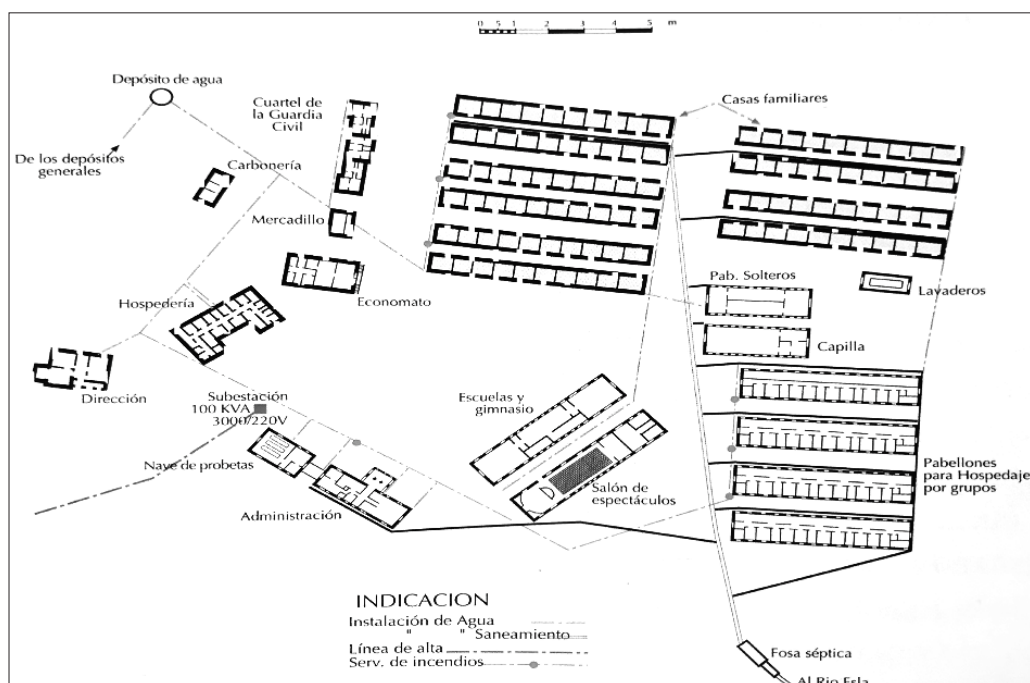 0 5 1 2 3 4 5 m
Depósito de agua
De los depósitos
generales
Carbonería
Cuartel de
la Guardia
Civil
Mercadillo
Economato
Hospedería
Dirección
Subestación
100 KVA
3000/220V
Nave de probetas
Administración
Escuelas y
gimnasio
Salón de
espectáculos
Casas familiares
Pab. Solteros
Lavaderos
Capilla
Pabellones
para Hospedaje
por grupos
Fosa séptica
Al Rio Esla
INDICACION
Instalación de Agua
" " Saneamiento
Línea de alta
Serv. de incendios